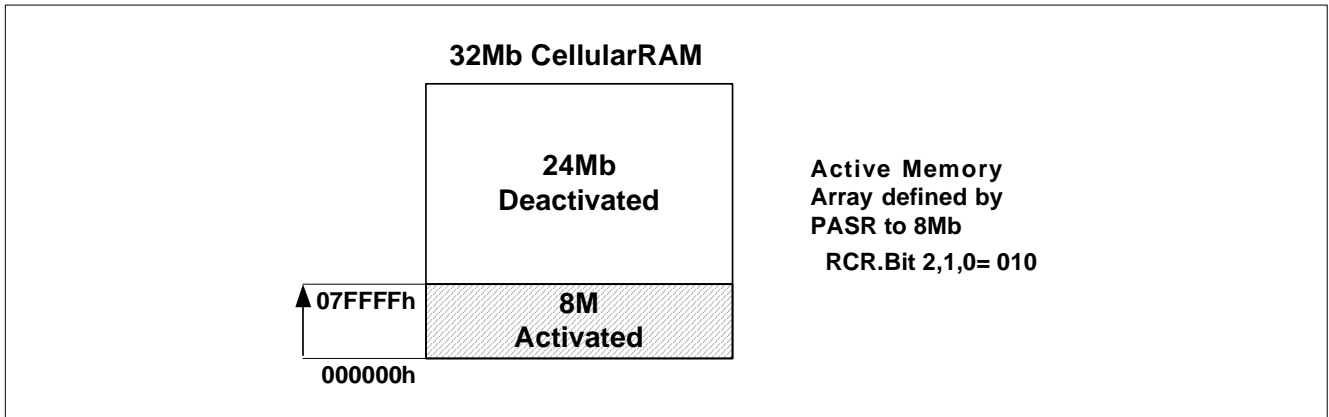 32Mb CellularRAM
24Mb
Deactivated
Active Memory
Array defined by
PASR to 8Mb
RCR.Bit 2,1,0= 010
07FFFFh
8M
Activated
000000h